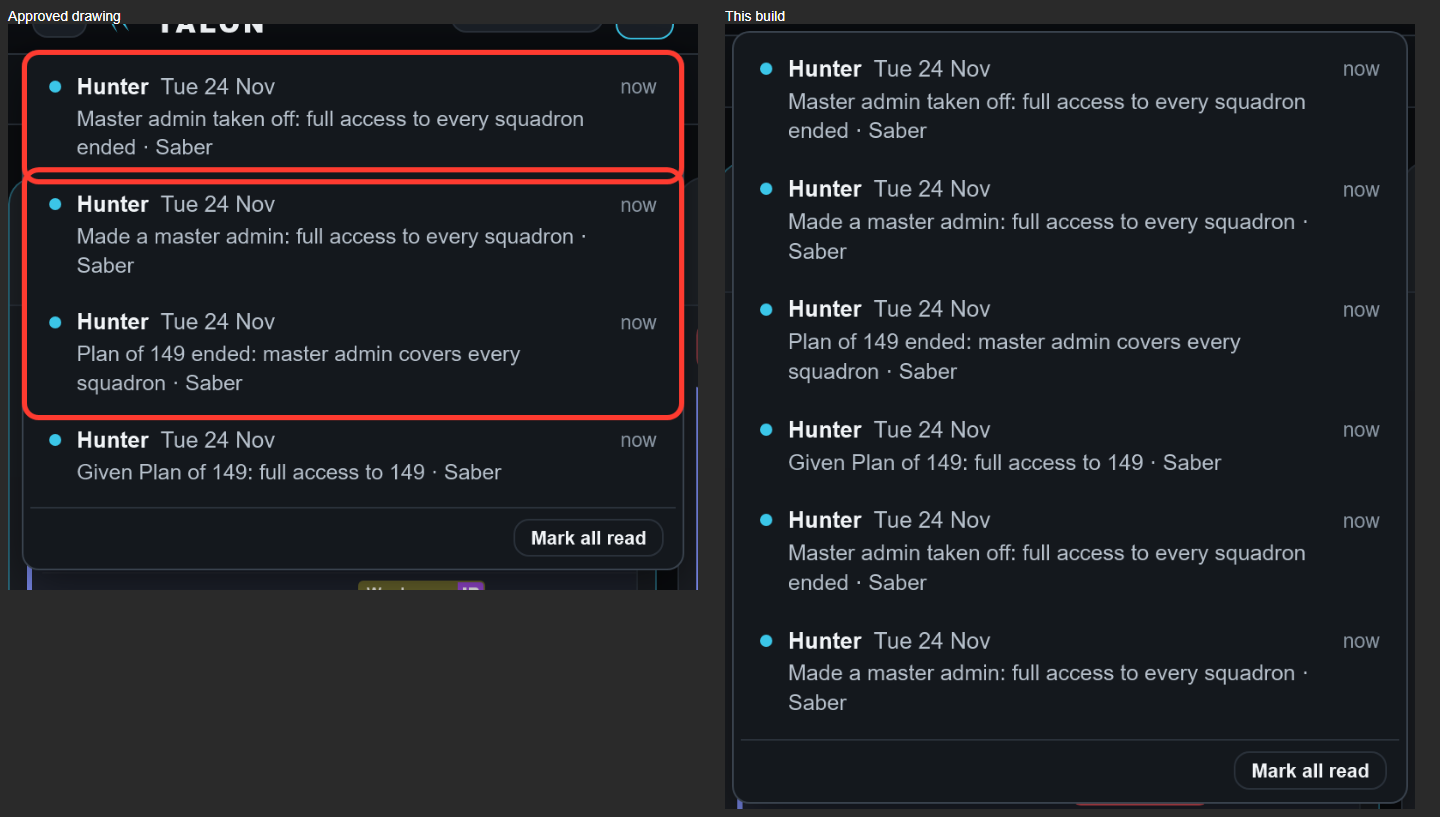 Approved drawing
TALON
Hunter Tue 24 Nov now
Master admin taken off: full access to every squadron
ended · Saber
Hunter Tue 24 Nov now
Made a master admin: full access to every squadron ·
Saber
Hunter Tue 24 Nov now
Plan of 149 ended: master admin covers every
squadron · Saber
Hunter Tue 24 Nov now
Given Plan of 149: full access to 149 · Saber
Mark all read
This build
Hunter Tue 24 Nov now
Master admin taken off: full access to every squadron
ended · Saber
Hunter Tue 24 Nov now
Made a master admin: full access to every squadron ·
Saber
Hunter Tue 24 Nov now
Plan of 149 ended: master admin covers every
squadron · Saber
Hunter Tue 24 Nov now
Given Plan of 149: full access to 149 · Saber
Hunter Tue 24 Nov now
Master admin taken off: full access to every squadron
ended · Saber
Hunter Tue 24 Nov now
Made a master admin: full access to every squadron ·
Saber
Mark all read